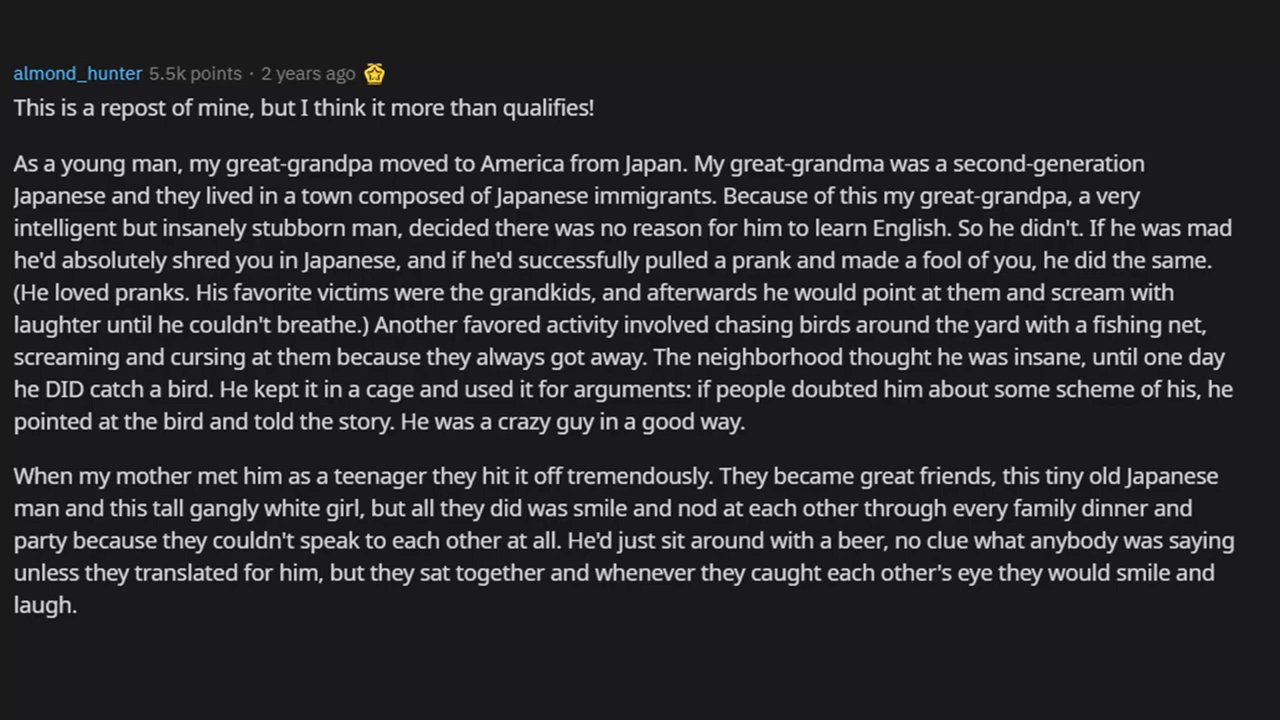 almond_hunter 5.5k points · 2 years ago
This is a repost of mine, but I think it more than qualifies!
As a young man, my great-grandpa moved to America from Japan. My great-grandma was a second-generation
Japanese and they lived in a town composed of Japanese immigrants. Because of this my great-grandpa, a very
intelligent but insanely stubborn man, decided there was no reason for him to learn English. So he didn't. If he was mad
he'd absolutely shred you in Japanese, and if he'd successfully pulled a prank and made a fool of you, he did the same.
(He loved pranks. His favorite victims were the grandkids, and afterwards he would point at them and scream with
laughter until he couldn't breathe.) Another favored activity involved chasing birds around the yard with a fishing net,
screaming and cursing at them because they always got away. The neighborhood thought he was insane, until one day
he DID catch a bird. He kept it in a cage and used it for arguments: if people doubted him about some scheme of his, he
pointed at the bird and told the story. He was a crazy guy in a good way.
When my mother met him as a teenager they hit it off tremendously. They became great friends, this tiny old Japanese
man and this tall gangly white girl, but all they did was smile and nod at each other through every family dinner and
party because they couldn't speak to each other at all. He'd just sit around with a beer, no clue what anybody was saying
unless they translated for him, but they sat together and whenever they caught each other's eye they would smile and
laugh.